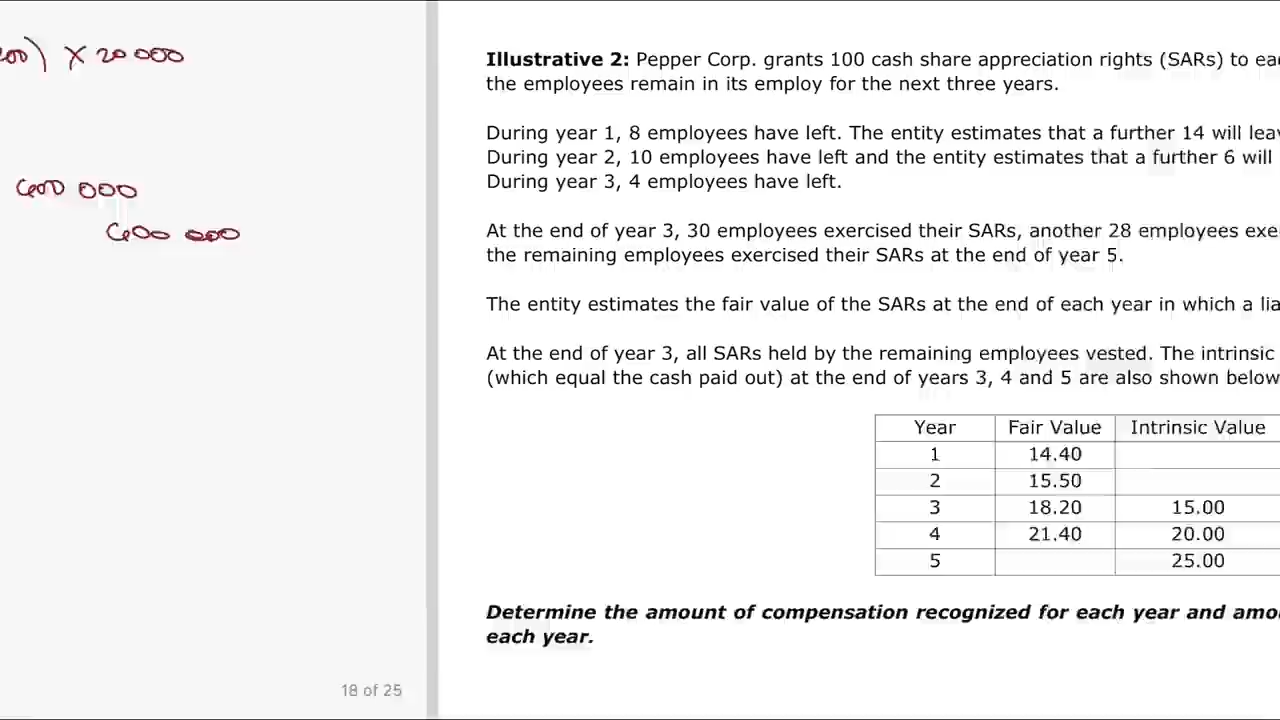 00) X 20 000
600 000
600 000
18 of 25
Illustrative 2: Pepper Corp. grants 100 cash share appreciation rights (SARs) to
the employees remain in its employ for the next three years.
During year 1, 8 employees have left. The entity estimates that a further 14 will
During year 2, 10 employees have left and the entity estimates that a further 6 will
During year 3, 4 employees have left.
At the end of year 3, 30 employees exercised their SARs, another 28 employees
the remaining employees exercised their SARs at the end of year 5.
The entity estimates the fair value of the SARs at the end of each year in which a
At the end of year 3, all SARs held by the remaining employees vested. The intrinsic
(which equal the cash paid out) at the end of years 3, 4 and 5 are also shown below
Year Fair Value Intrinsic Value
1 14.40
2 15.50
3 18.20 15.00
4 21.40 20.00
5 25.00
Determine the amount of compensation recognized for each year and
each year.